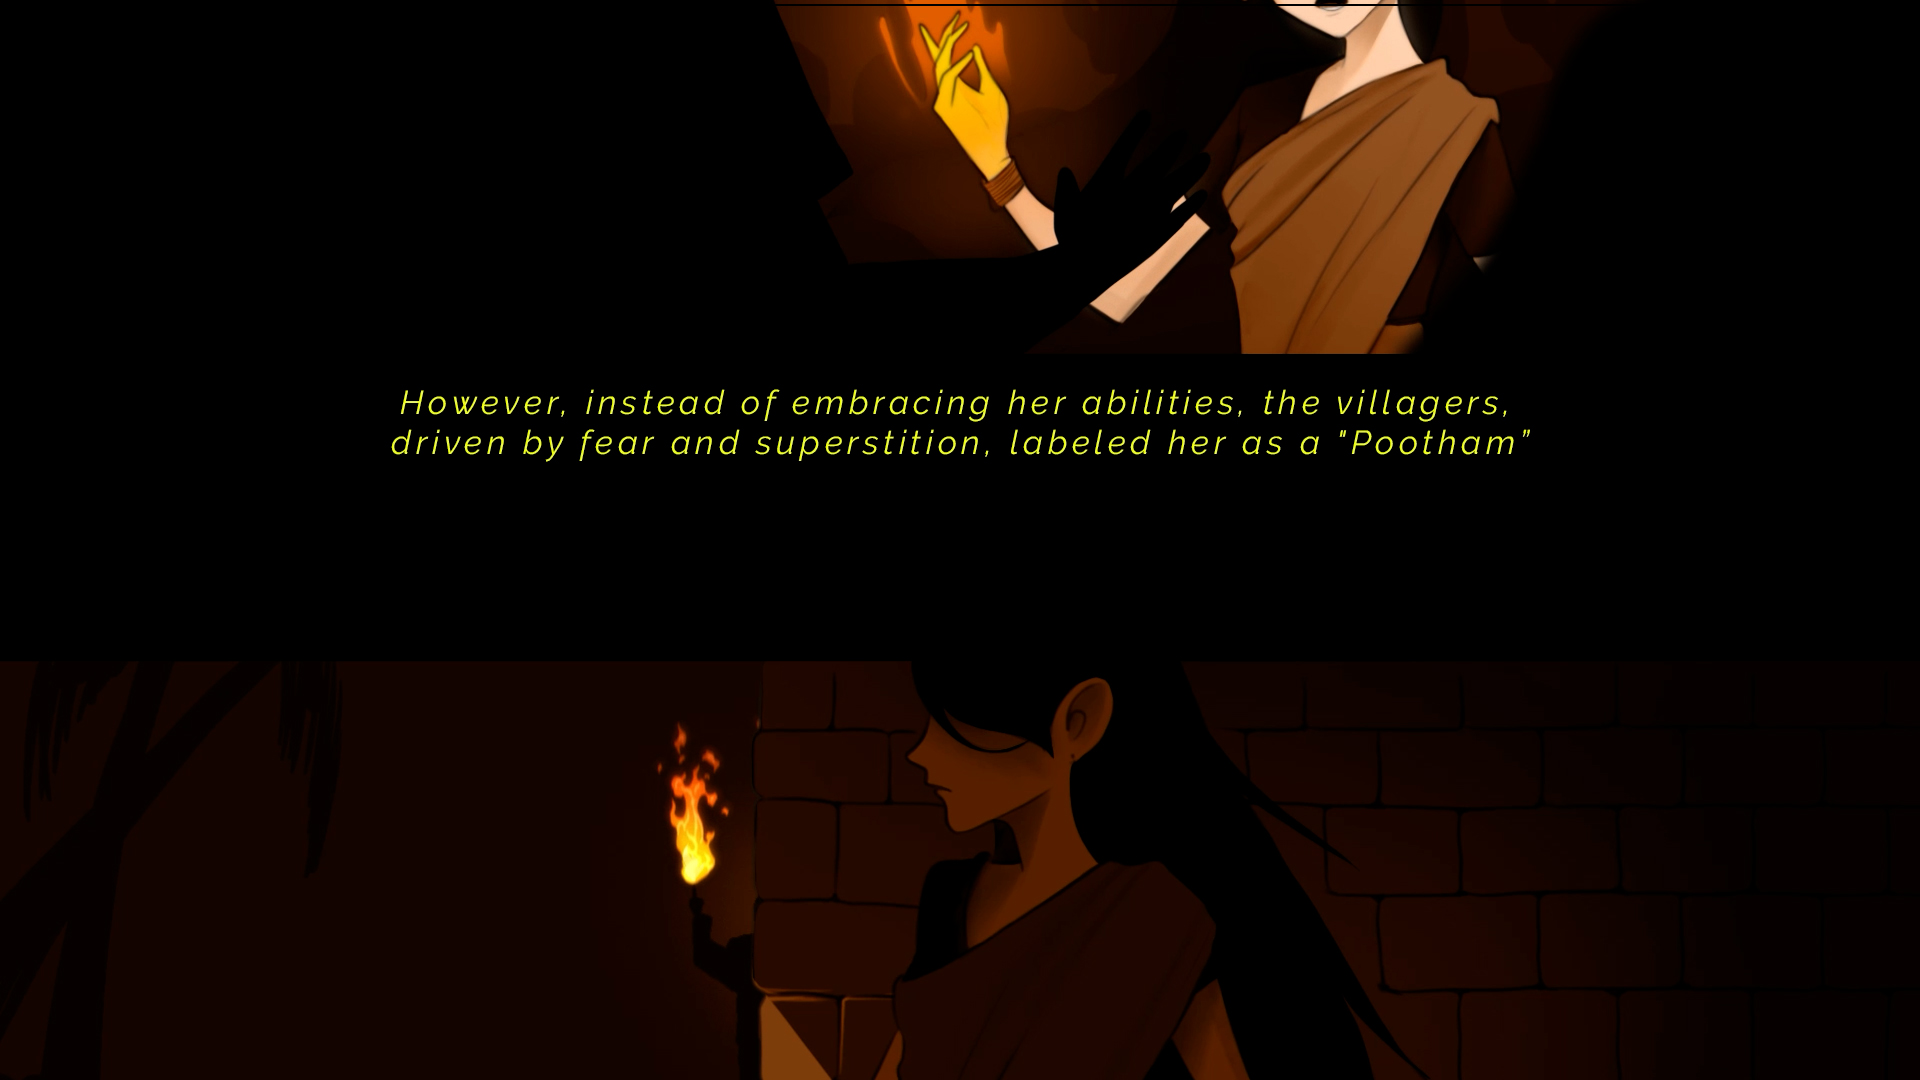 However, instead of embracing her abilities, the villagers,
driven by fear and superstition, labeled her as a "Pootham”